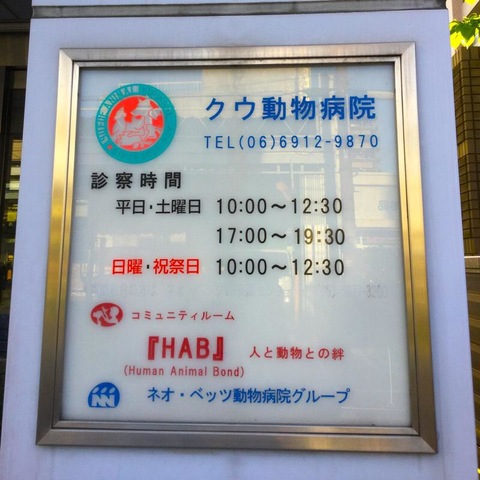 クウ動物病院
TEL(06)6912-9870
診察時間
平日・土曜日 10:00～12:30
17:00～19:30
日曜・祝祭日 10:00～12:30
コミュニティルーム
『HAB』 人と動物との絆
(Human Animal Bond)
ネオ・ベッツ動物病院グループ